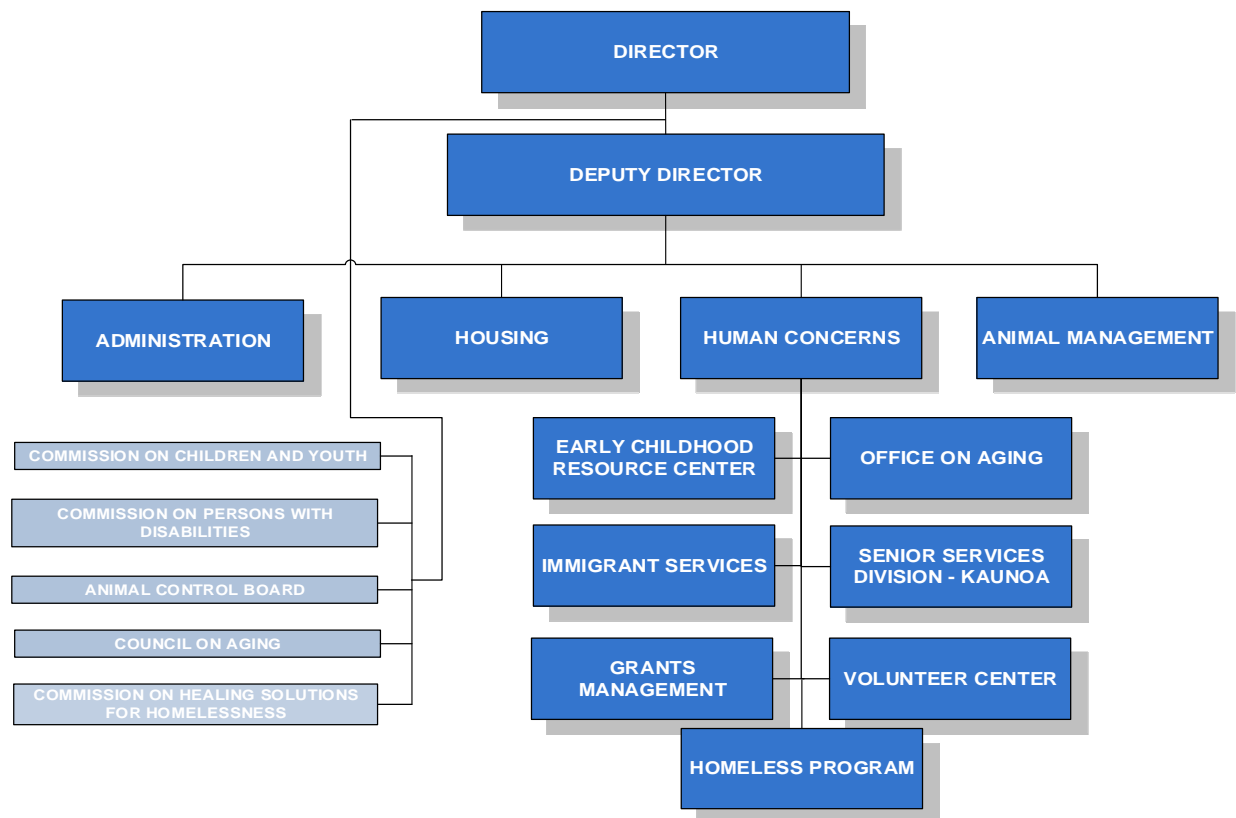 DIRECTOR
DEPUTY DIRECTOR
ADMINISTRATION
HOUSING
HUMAN CONCERNS
ANIMAL MANAGEMENT
COMMISSION ON CHILDREN AND YOUTH
COMMISSION ON PERSONS WITH
DISABILITIES
ANIMAL CONTROL BOARD
COUNCIL ON AGING
COMMISSION ON HEALING SOLUTIONS
FOR HOMELESSNESS
EARLY CHILDHOOD
RESOURCE CENTER
OFFICE ON AGING
IMMIGRANT SERVICES
SENIOR SERVICES
DIVISION - KAUNOA
GRANTS
MANAGEMENT
VOLUNTEER CENTER
HOMELESS PROGRAM